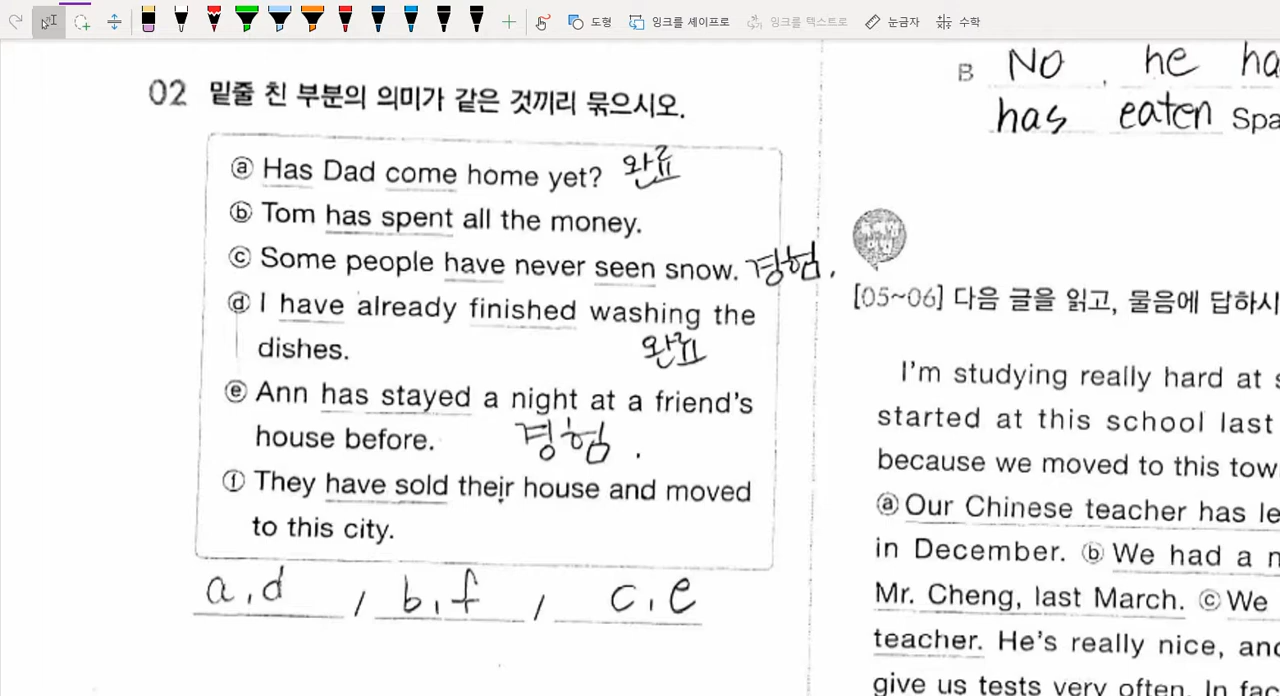 도형
잉크를 셰이프로
잉크를 텍스트로
눈금자
수학
02 밑줄 친 부분의 의미가 같은 것끼리 묶으시오.
ⓐ Has Dad come home yet? 완료
ⓑ Tom has spent all the money.
ⓒ Some people have never seen snow. 경험.
ⓓ I have already finished washing the
dishes. 완료
ⓔ Ann has stayed a night at a friend's
house before. 경험.
ⓕ They have sold their house and moved
to this city.
a, d / b, f / c, e
B No, he ha
has eaten Spa
[05~06] 다음 글을 읽고, 물음에 답하시
I'm studying really hard at s
started at this school last
because we moved to this tow
ⓐ Our Chinese teacher has le
in December. ⓑ We had a n
Mr. Cheng, last March. ⓒ We
teacher. He's really nice, and
give us tests very often. In fac